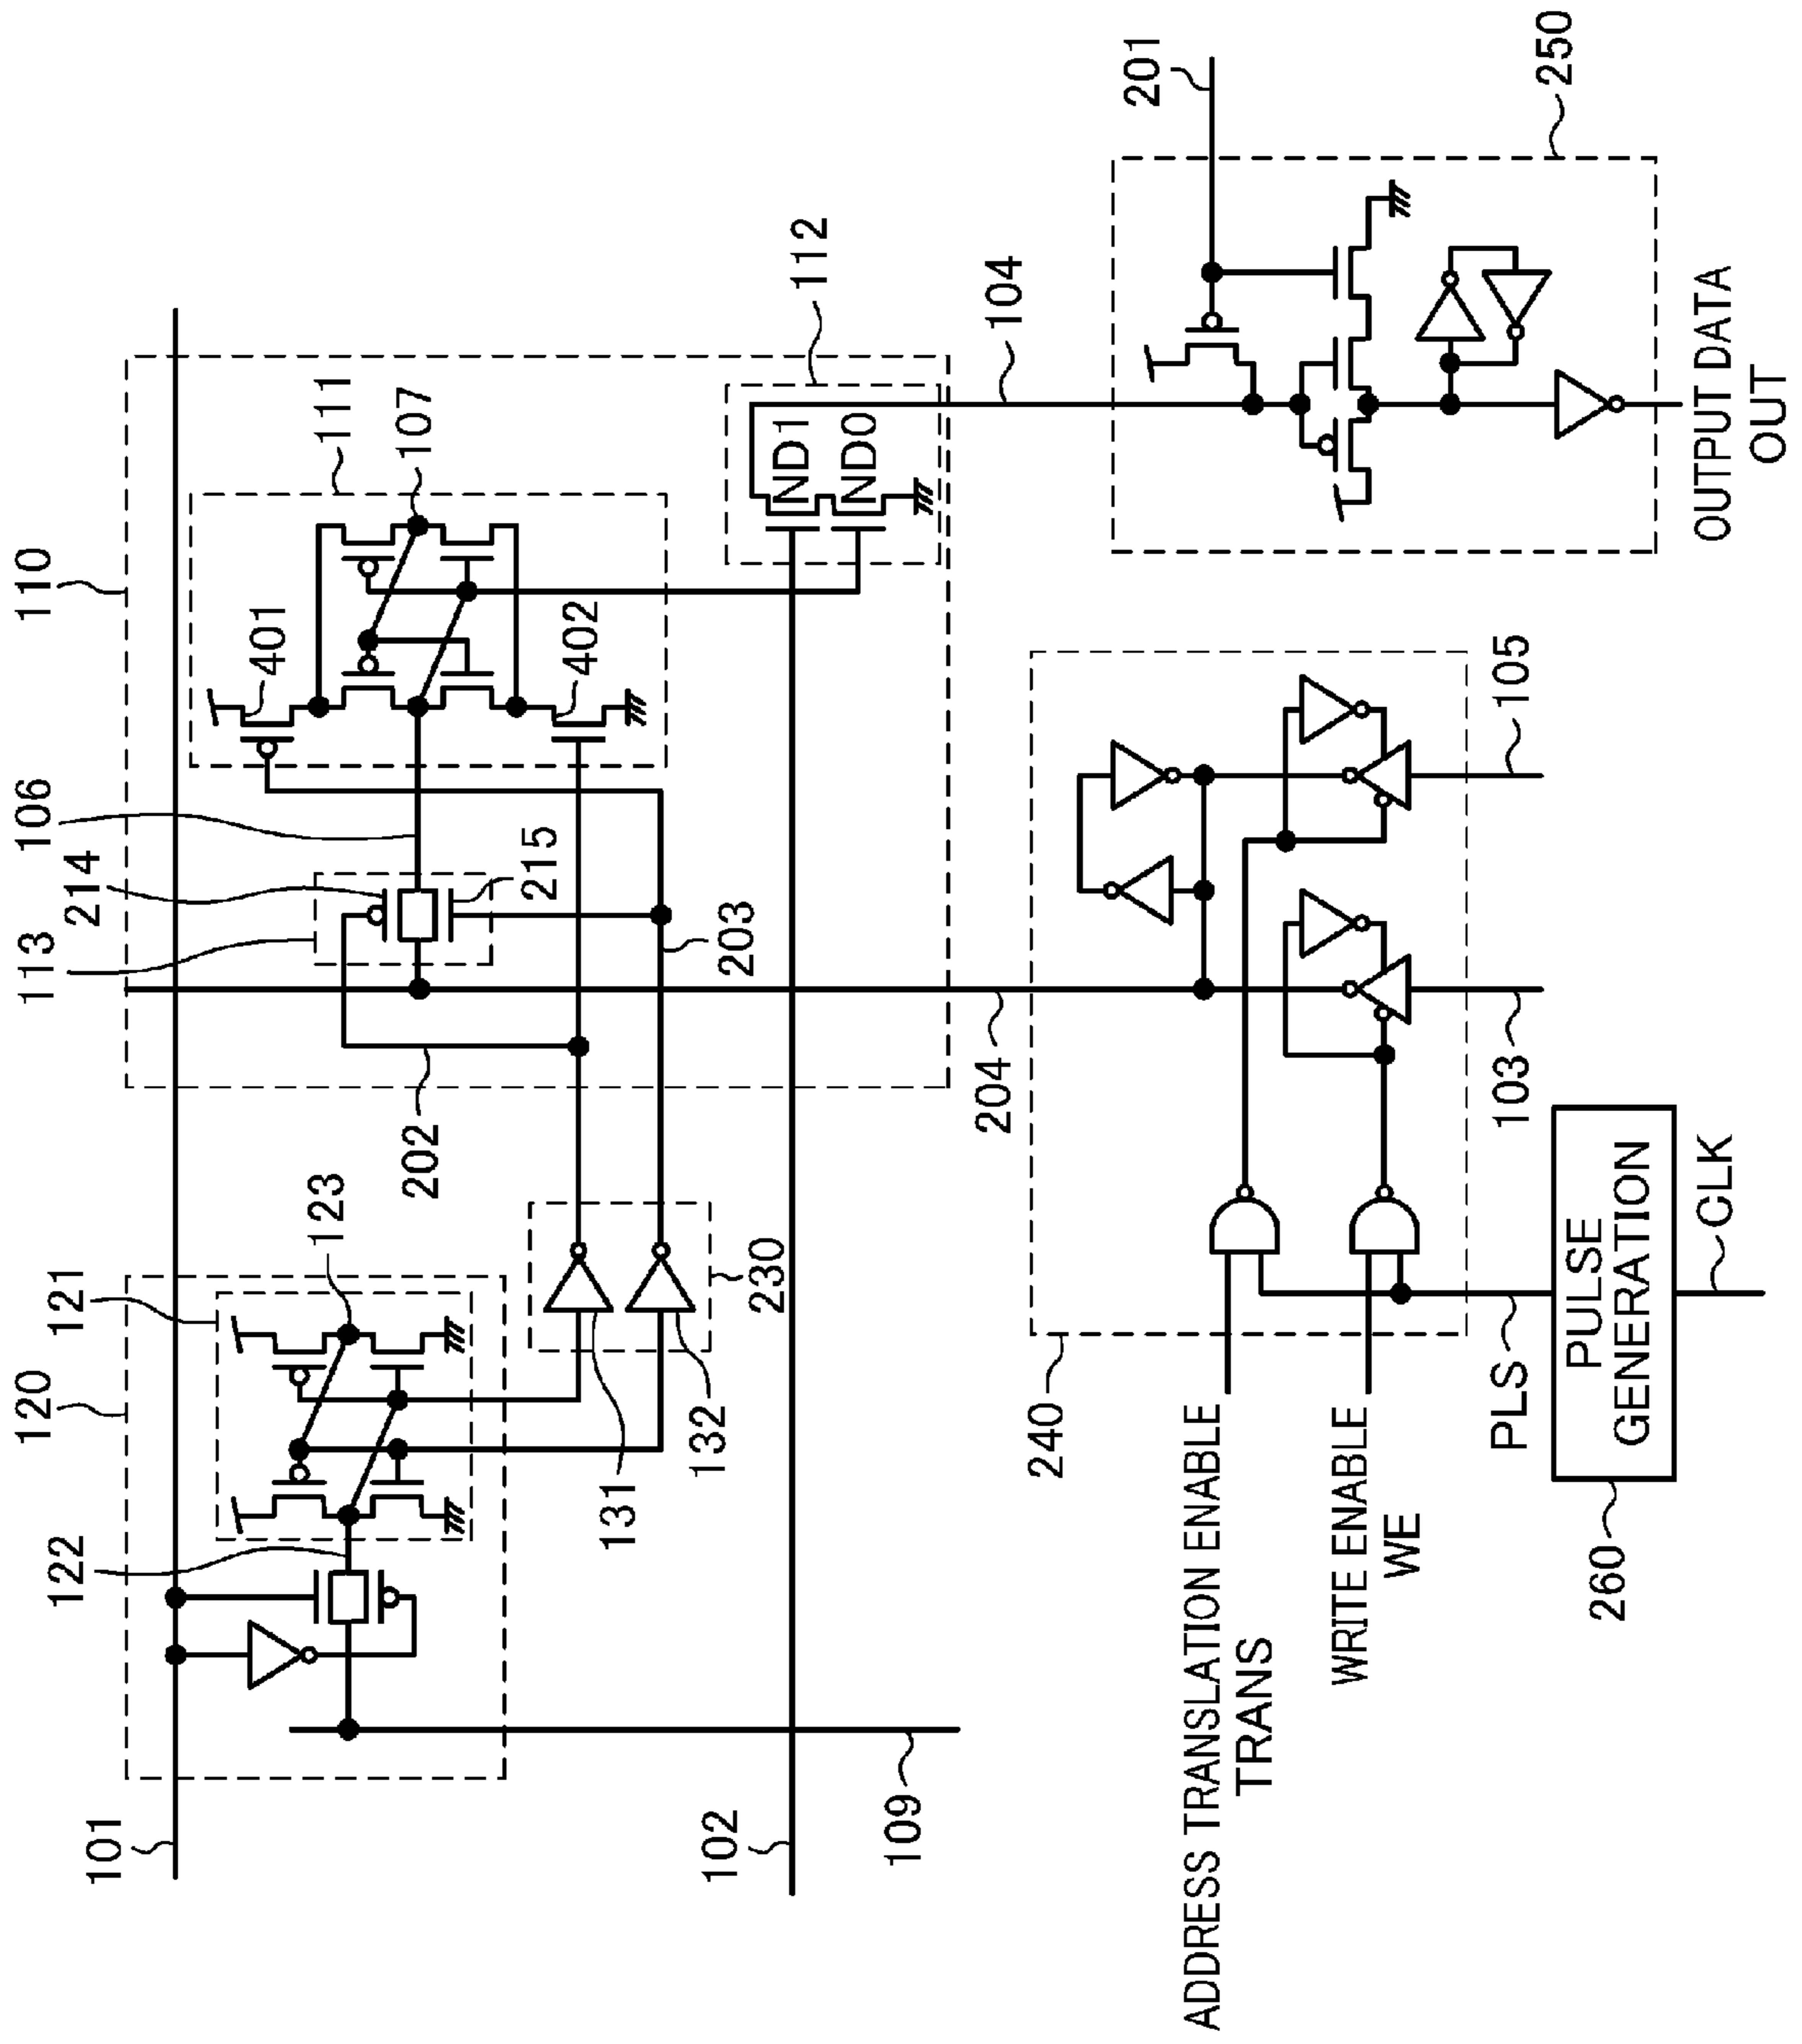 110
111
107
401
402
106
214
215
113
203
202
112
ND1
ND0
104
201
250
OUTPUT DATA
OUT
120
121
123
122
131
132
230
101
102
109
204
240
105
103
ADDRESS TRANSLATION ENABLE
TRANS
WRITE ENABLE
WE
PLS
PULSE
GENERATION
CLK
260